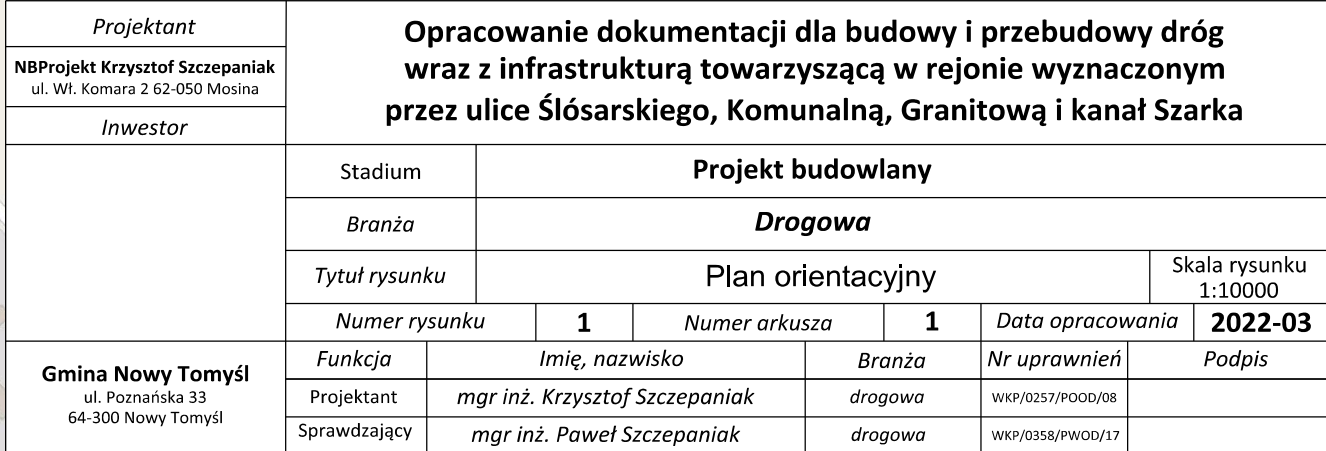 Projektant
NBProjekt Krzysztof Szczepaniak
ul. Wł. Komara 2 62-050 Mosina
Inwestor
Opracowanie dokumentacji dla budowy i przebudowy dróg
wraz z infrastrukturą towarzyszącą w rejonie wyznaczonym
przez ulice Ślósarskiego, Komunalną, Granitową i kanał Szarka
Stadium Projekt budowlany
Branża Drogowa
Tytuł rysunku Plan orientacyjny Skala rysunku
1:10000
Numer rysunku 1 Numer arkusza 1 Data opracowania 2022-03
Gmina Nowy Tomyśl
ul. Poznańska 33
64-300 Nowy Tomyśl
Funkcja Imię, nazwisko Branża Nr uprawnień Podpis
Projektant mgr inż. Krzysztof Szczepaniak drogowa WKP/0257/POOD/08
Sprawdzający mgr inż. Paweł Szczepaniak drogowa WKP/0358/PWOD/17